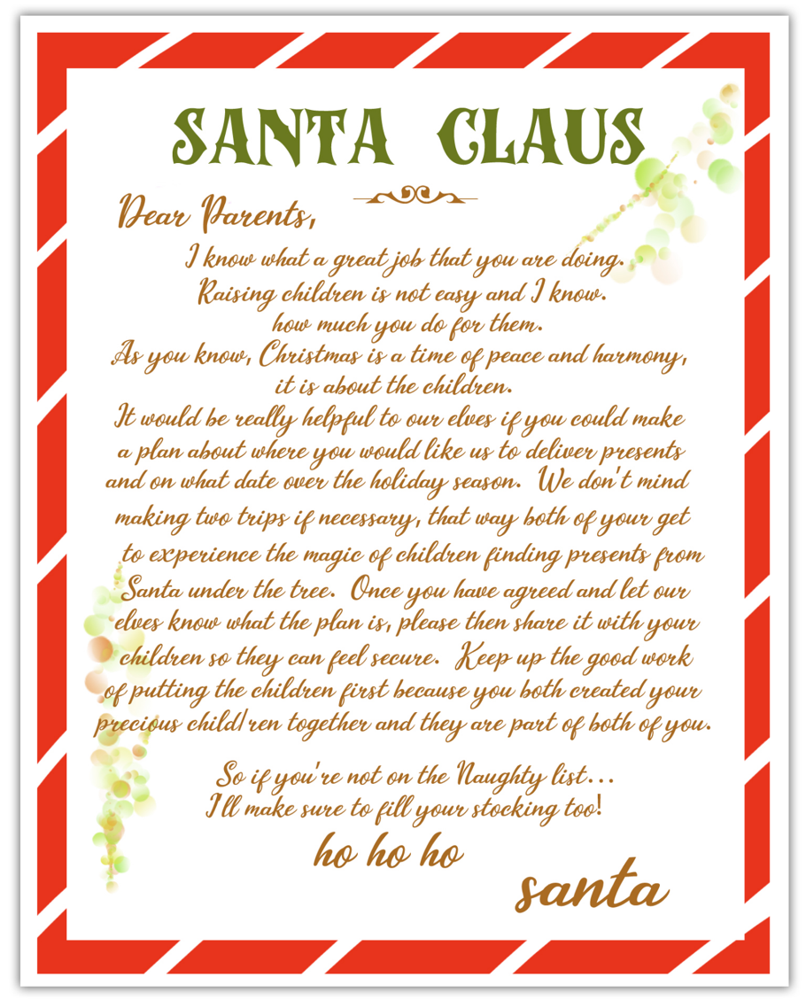 SANTA CLAUS
Dear Parents,
I know what a great job that you are doing.
Raising children is not easy and I know.
how much you do for them.
As you know, Christmas is a time of peace and harmony,
it is about the children.
It would be really helpful to our elves if you could make
a plan about where you would like us to deliver presents
and on what date over the holiday season. We don't mind
making two trips if necessary, that way both of your get
to experience the magic of children finding presents from
Santa under the tree. Once you have agreed and let our
elves know what the plan is, please then share it with your
children so they can feel secure. Keep up the good work
of putting the children first because you both created your
precious child/ren together and they are part of both of you.
So if you're not on the Naughty list...
I'll make sure to fill your stocking too!
ho ho ho
santa